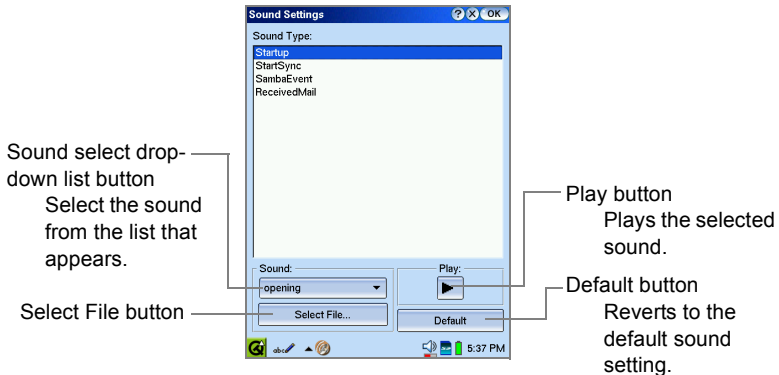 Sound Settings
? X OK
Sound Type:
Startup
StartSync
SambaEvent
ReceivedMail
Sound select drop-
down list button
Select the sound
from the list that
appears.
Select File button
Sound:
opening
Select File...
Play:
Default
Play button
Plays the selected
sound.
Default button
Reverts to the
default sound
setting.
abc
5:37 PM